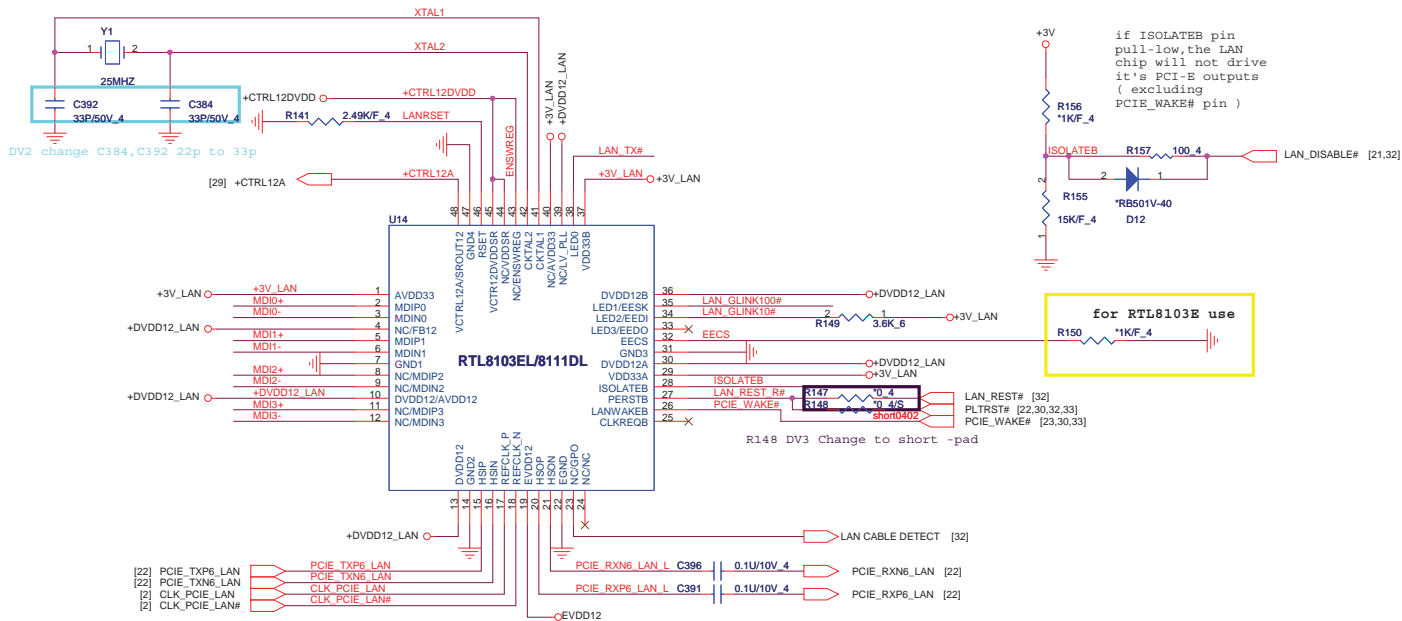 XTAL1
Y1
1
2
XTAL2
25MHZ
C392
33P/50V_4
C384
33P/50V_4
DV2 change C384,C392 22p to 33p
+CTRL12DVDD
+CTRL12DVDD
R141
2.49K/F_4
LANRSET
ENSWREG
+3V_LAN
+DVDD12_LAN
LAN_TX#
[29] +CTRL12A
+CTRL12A
+3V_LAN
+3V_LAN
+3V
if ISOLATEB pin
pull-low,the LAN
chip will not drive
it's PCI-E outputs
( excluding
PCIE_WAKE# pin )
R156
*1K/F_4
ISOLATEB
R157
100_4
LAN_DISABLE# [21,32]
2
1
*RB501V-40
D12
2
R155
15K/F_4
1
U14
48
47
46
45
44
43
42
41
40
39
38
37
VCTRL12A/SROUT12
GND4
RSET
VCTR12DVDDSR
NC/VDDSR
NC/ENSWREG
CKTAL2
CKTAL1
NC/AVDD33
NC/LV_PLL
LED0
VDD33B
RTL8103EL/8111DL
+3V_LAN
+3V_LAN
1
AVDD33
MDI0+
2
MDIP0
MDI0-
3
MDIN0
+DVDD12_LAN
4
NC/FB12
MDI1+
5
MDIP1
MDI1-
6
MDIN1
7
GND1
MDI2+
8
NC/MDIP2
MDI2-
9
NC/MDIN2
+DVDD12_LAN
+DVDD12_LAN
10
DVDD12/AVDD12
MDI3+
11
NC/MDIP3
MDI3-
12
NC/MDIN3
DVDD12B
36
+DVDD12_LAN
LED1/EESK
35
LAN_GLINK100#
LED2/EEDI
34
LAN_GLINK10#
2
1
R149
3.6K_6
+3V_LAN
LED3/EEDO
33
EECS
32
EECS
GND3
31
DVDD12A
30
+DVDD12_LAN
VDD33A
29
+3V_LAN
ISOLATEB
28
ISOLATEB
PERSTB
27
LAN_REST_R#
LANWAKEB
26
PCIE_WAKE#
CLKREQB
25
for RTL8103E use
R150
*1K/F_4
R147
*0_4
R148
*0_4/S
short0402
LAN_REST# [32]
PLTRST# [22,30,32,33]
PCIE_WAKE# [23,30,33]
R148 DV3 Change to short -pad
DVDD12
GND2
HSIP
HSIN
REFCLK_P
REFCLK_N
EVDD12
HSOP
HSON
EGND
NC/GPO
NC/NC
13
14
15
16
17
18
19
20
21
22
23
24
+DVDD12_LAN
LAN CABLE DETECT [32]
[22] PCIE_TXP6_LAN
PCIE_TXP6_LAN
[22] PCIE_TXN6_LAN
PCIE_TXN6_LAN
[2] CLK_PCIE_LAN
CLK_PCIE_LAN
[2] CLK_PCIE_LAN#
CLK_PCIE_LAN#
PCIE_RXN6_LAN_L
C396
0.1U/10V_4
PCIE_RXN6_LAN [22]
PCIE_RXP6_LAN_L
C391
0.1U/10V_4
PCIE_RXP6_LAN [22]
EVDD12